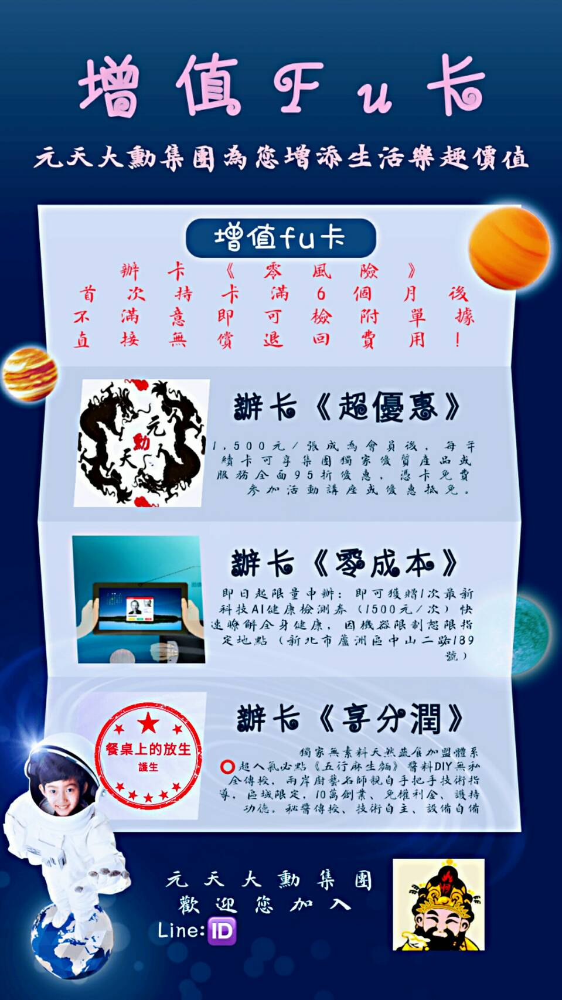 增值Fu卡
元天大勳集團為您增添生活樂趣價值
增值fu卡
辦卡《零風險》
首次持卡滿6個月後
不滿意即可檢附單據
直接無償退回費用！
元
勳
天
辦卡《超優惠》
1,500元/張成為會員後，每年
續卡可享集團獨家優質產品或
服務全面95折優惠，憑卡免費
參加活動講座或優惠抵免。
辦卡《零成本》
即日起限量申辦：即可獲贈1次最新
科技AI健康檢測券（1500元/次）快
速瞭解全身健康，因機器限制恕限指
定地點（新北市蘆洲區中山二路189
號）
辦卡《享分潤》
餐桌上的放生
護生
獨家無素料天然蔬食加盟體系
⭕超人氣必點《五行麻生麵》醬料DIY無私
全傳授，兩岸廚藝名師親自手把手技術指
導，區域限定，10萬創業、免權利金、護持
功德。秘醬傳授、技術自主、設備自備
元天大勳集團
歡迎您加入
Line:🆔